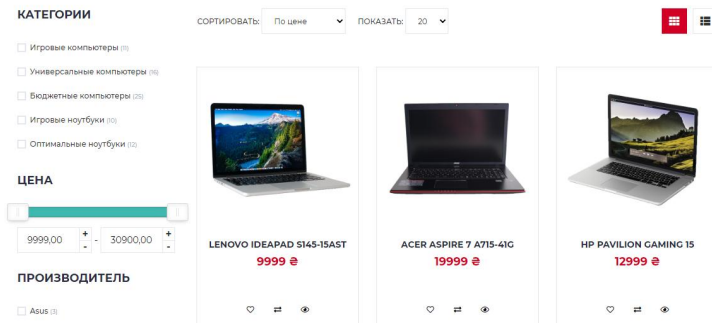 КАТЕГОРИИ
Игровые компьютеры (11)
Универсальные компьютеры (16)
Бюджетные компьютеры (25)
Игровые ноутбуки (10)
Оптимальные ноутбуки (12)
ЦЕНА
9999,00 + - - 30900,00 + -
ПРОИЗВОДИТЕЛЬ
Asus (3)
СОРТИРОВАТЬ: По цене ПОКАЗАТЬ: 20
LENOVO IDEAPAD S145-15AST
9999 ₴
ACER ASPIRE 7 A715-41G
19999 ₴
HP PAVILION GAMING 15
12999 ₴